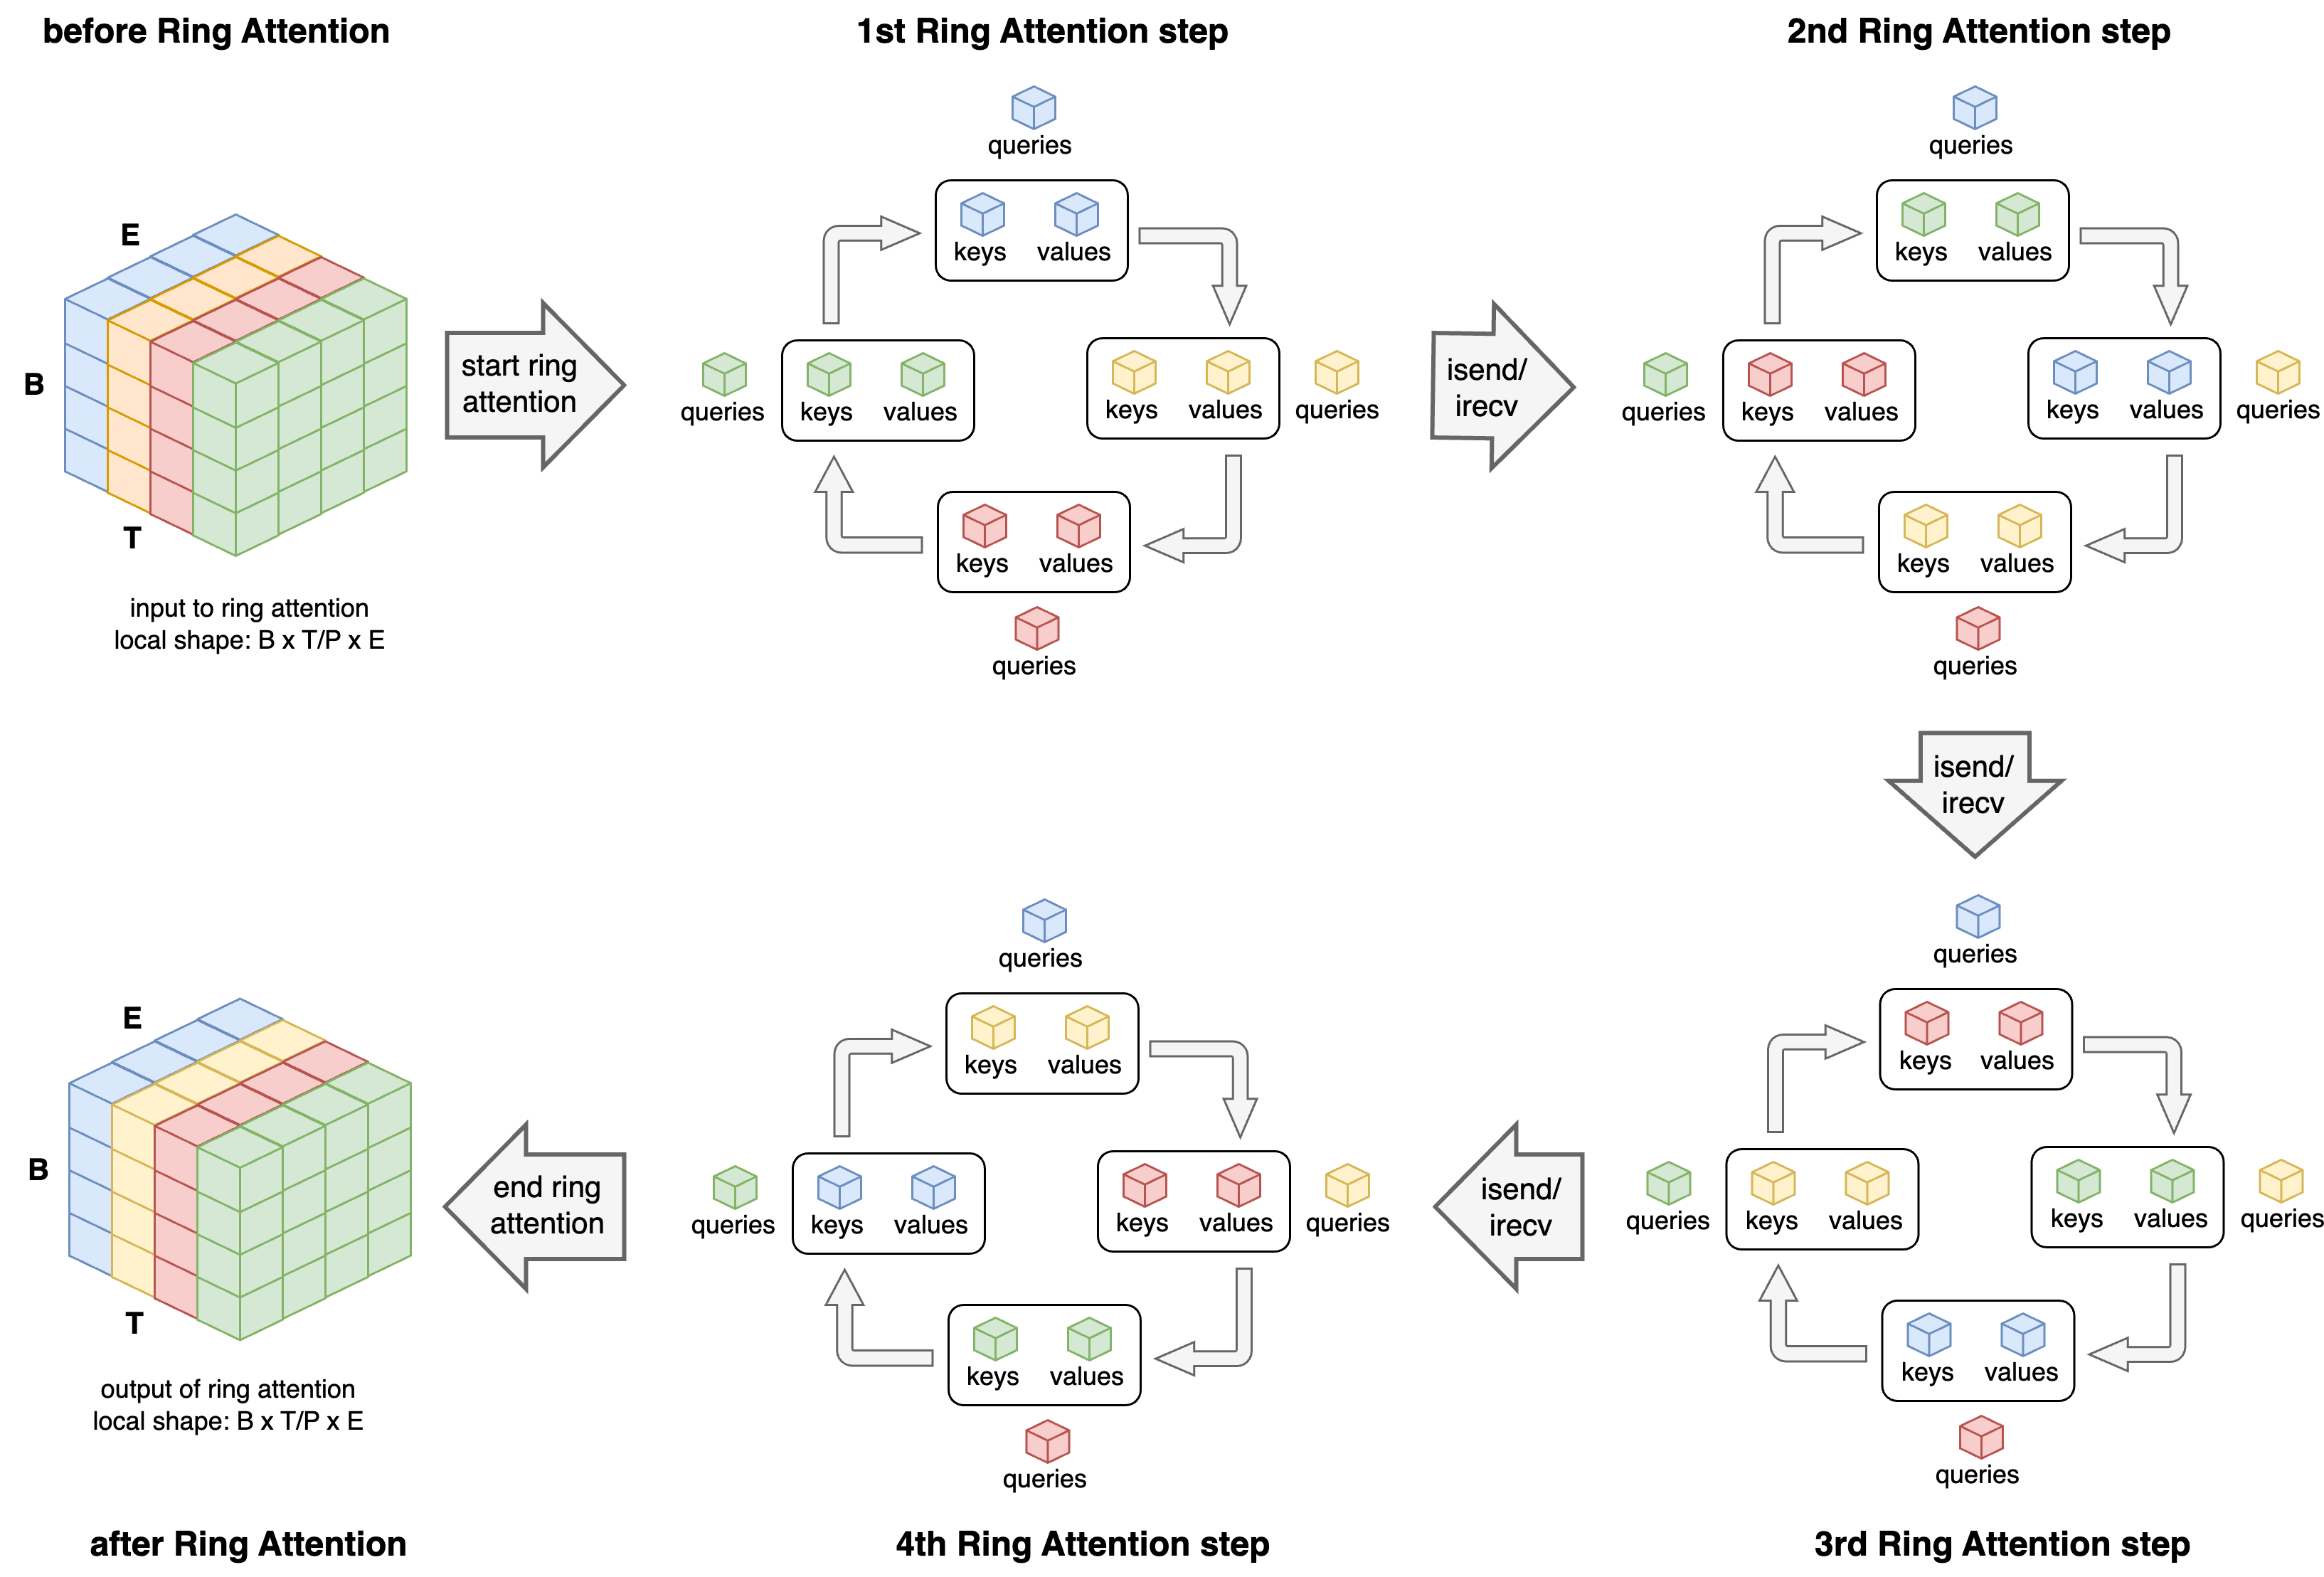 before Ring Attention
1st Ring Attention step
2nd Ring Attention step
E
B
T
input to ring attention
local shape: B x T/P x E
start ring
attention
queries
keys values
queries
keys values
keys values
queries
keys values
queries
isend/
irecv
queries
keys values
queries
keys values
keys values
queries
keys values
queries
isend/
irecv
queries
keys values
queries
keys values
keys values
queries
keys values
queries
3rd Ring Attention step
isend/
irecv
queries
keys values
queries
keys values
keys values
queries
keys values
queries
4th Ring Attention step
end ring
attention
E
B
T
output of ring attention
local shape: B x T/P x E
after Ring Attention